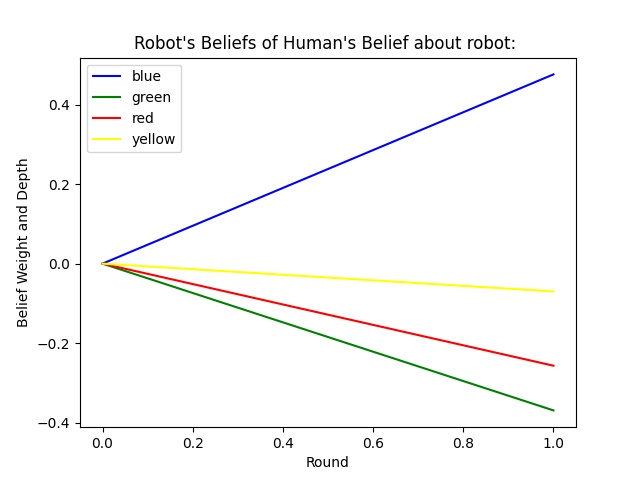 Robot's Beliefs of Human's Belief about robot:
blue
green
red
yellow
Belief Weight and Depth
0.4
0.2
0.0
−0.2
−0.4
0.0 0.2 0.4 0.6 0.8 1.0
Round